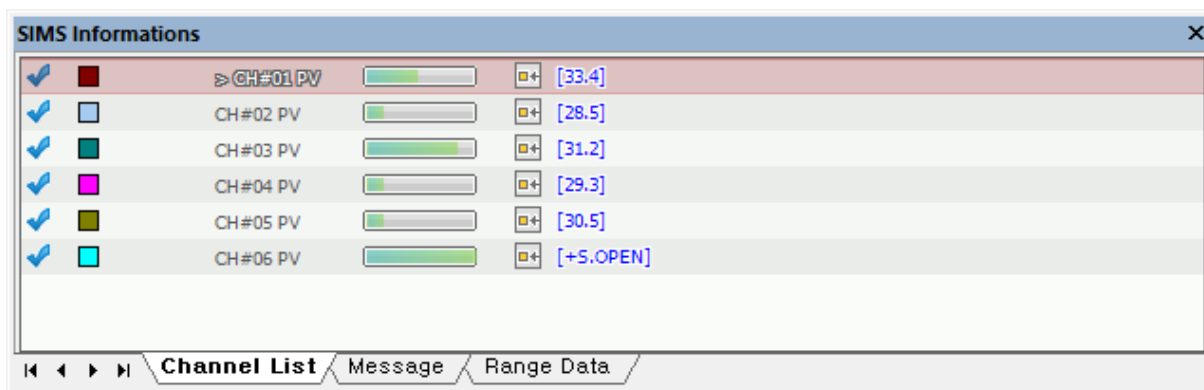 SIMS Informations
> CH#01 PV [33.4]
CH#02 PV [28.5]
CH#03 PV [31.2]
CH#04 PV [29.3]
CH#05 PV [30.5]
CH#06 PV [+S.OPEN]
Channel List Message Range Data